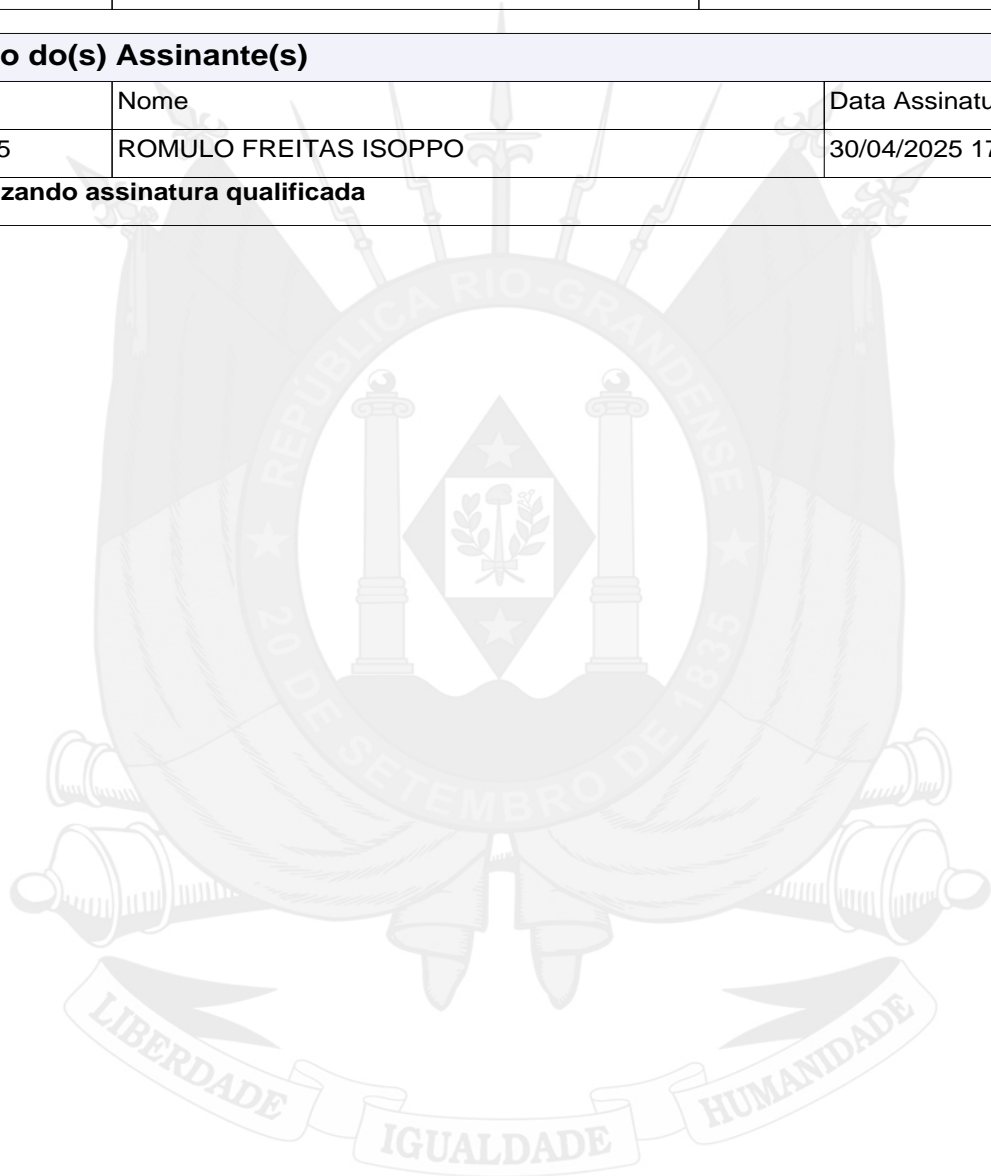 o do(s) Assinante(s)
Nome Data Assinatu
5 ROMULO FREITAS ISOPPO 30/04/2025 17
zando assinatura qualificada
REPÚBLICA RIO-GRANDENSE
20 DE SETEMBRO DE 1835
LIBERDADE IGUALDADE HUMANIDADE